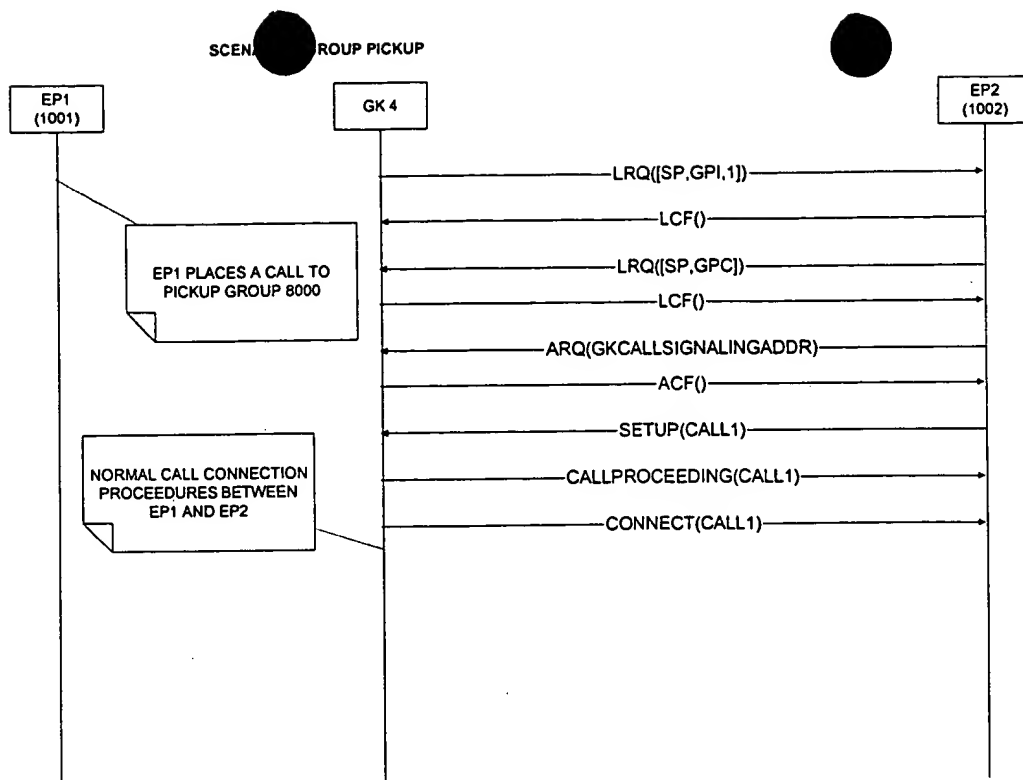 SCENA ROUP PICKUP
EP1
(1001)
GK 4
EP2
(1002)
LRQ([SP,GPI,1])
LCF()
EP1 PLACES A CALL TO
PICKUP GROUP 8000
LRQ([SP,GPC])
LCF()
ARQ(GKCALLSIGNALINGADDR)
ACF()
SETUP(CALL1)
NORMAL CALL CONNECTION
PROCEEDURES BETWEEN
EP1 AND EP2
CALLPROCEEDING(CALL1)
CONNECT(CALL1)